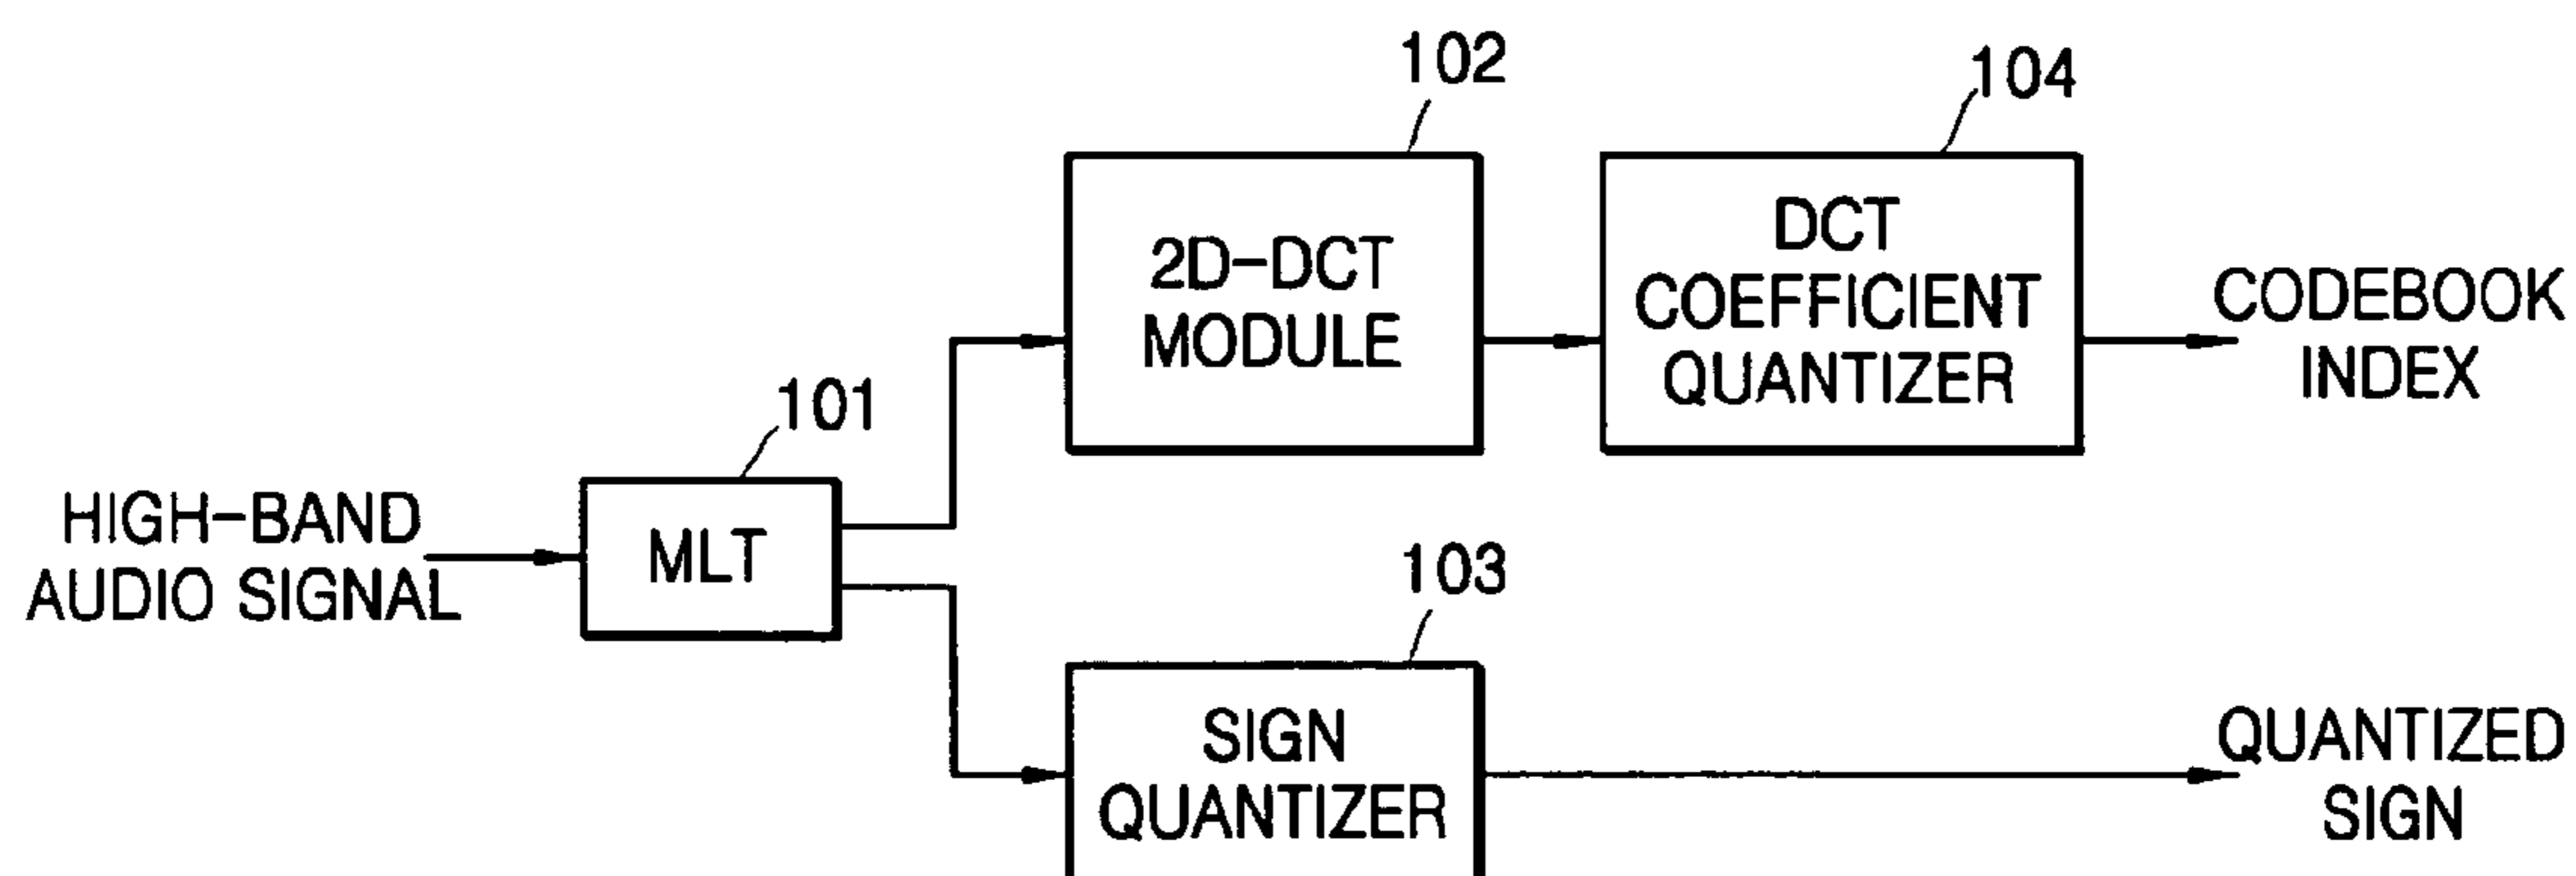 102
104
2D-DCT
MODULE
DCT
COEFFICIENT
QUANTIZER
CODEBOOK
INDEX
101
HIGH-BAND
AUDIO SIGNAL
MLT
103
SIGN
QUANTIZER
QUANTIZED
SIGN